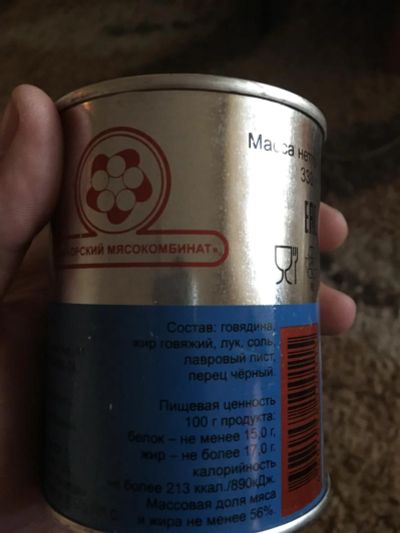 Масса нетто
ОРСКИЙ МЯСОКОМБИНАТ»,
Состав: говядина,
жир говяжий, лук, соль,
лавровый лист,
перец чёрный.
Пищевая ценность
100 г продукта:
белок – не менее 15,0 г,
жир – не более 17,0 г.
калорийность
не более 213 ккал./890кДж.
Массовая доля мяса
и жира не менее 56%.